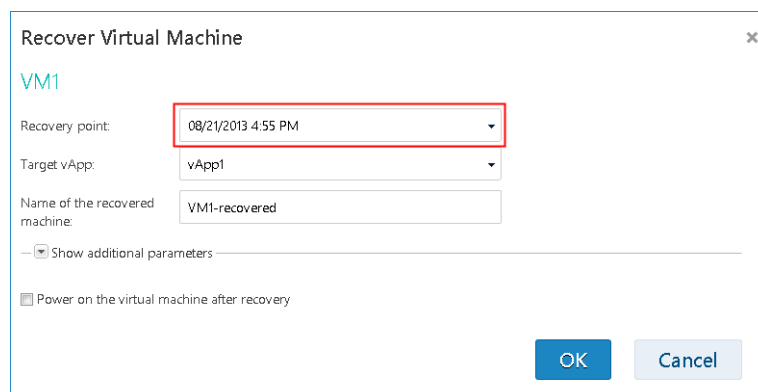 Recover Virtual Machine
VM1
Recovery point:
08/21/2013 4:55 PM
Target vApp:
vApp1
Name of the recovered
machine:
VM1-recovered
Show additional parameters
Power on the virtual machine after recovery
OK
Cancel